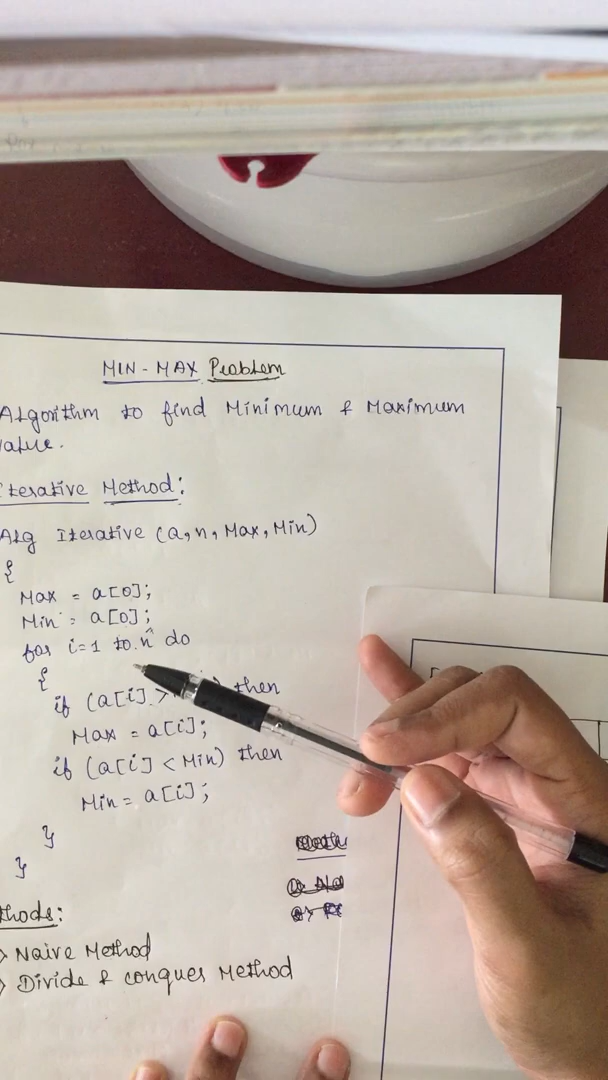 MIN - MAX Problem
Algorithm to find Minimum & Maximum
value.
Iterative Method:
Alg Iterative (a, n, Max, Min)
{
Max = a[0];
Min = a[0];
for i=1 to n do
{
if (a[i] > ) then
Max = a[i];
if (a[i] < Min) then
Min = a[i];
}
}
thods:
> Naive Method
> Divide & conquer Method